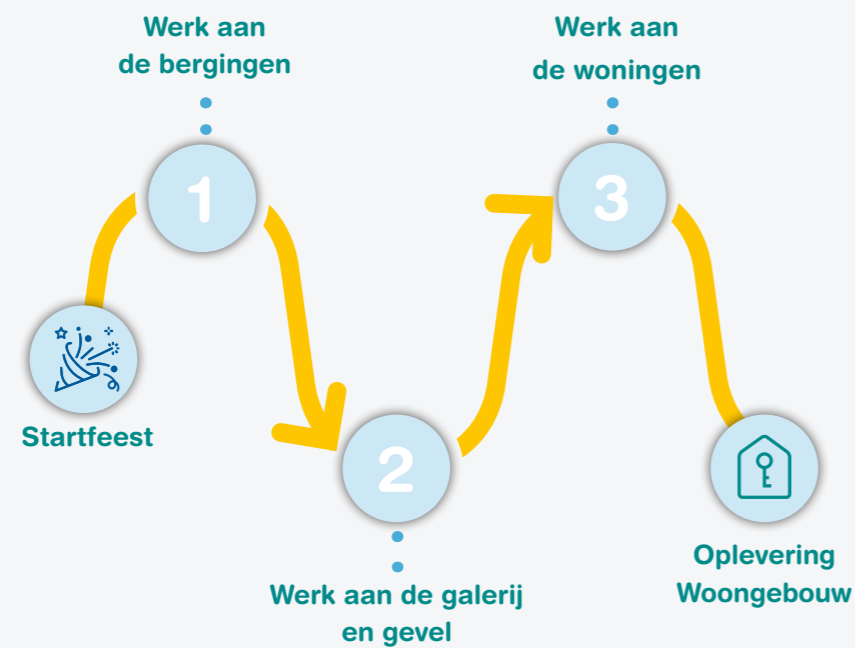 Werk aan
de bergingen
1
Startfeest
2
Werk aan de galerij
en gevel
Werk aan
de woningen
3
Oplevering
Woongebouw